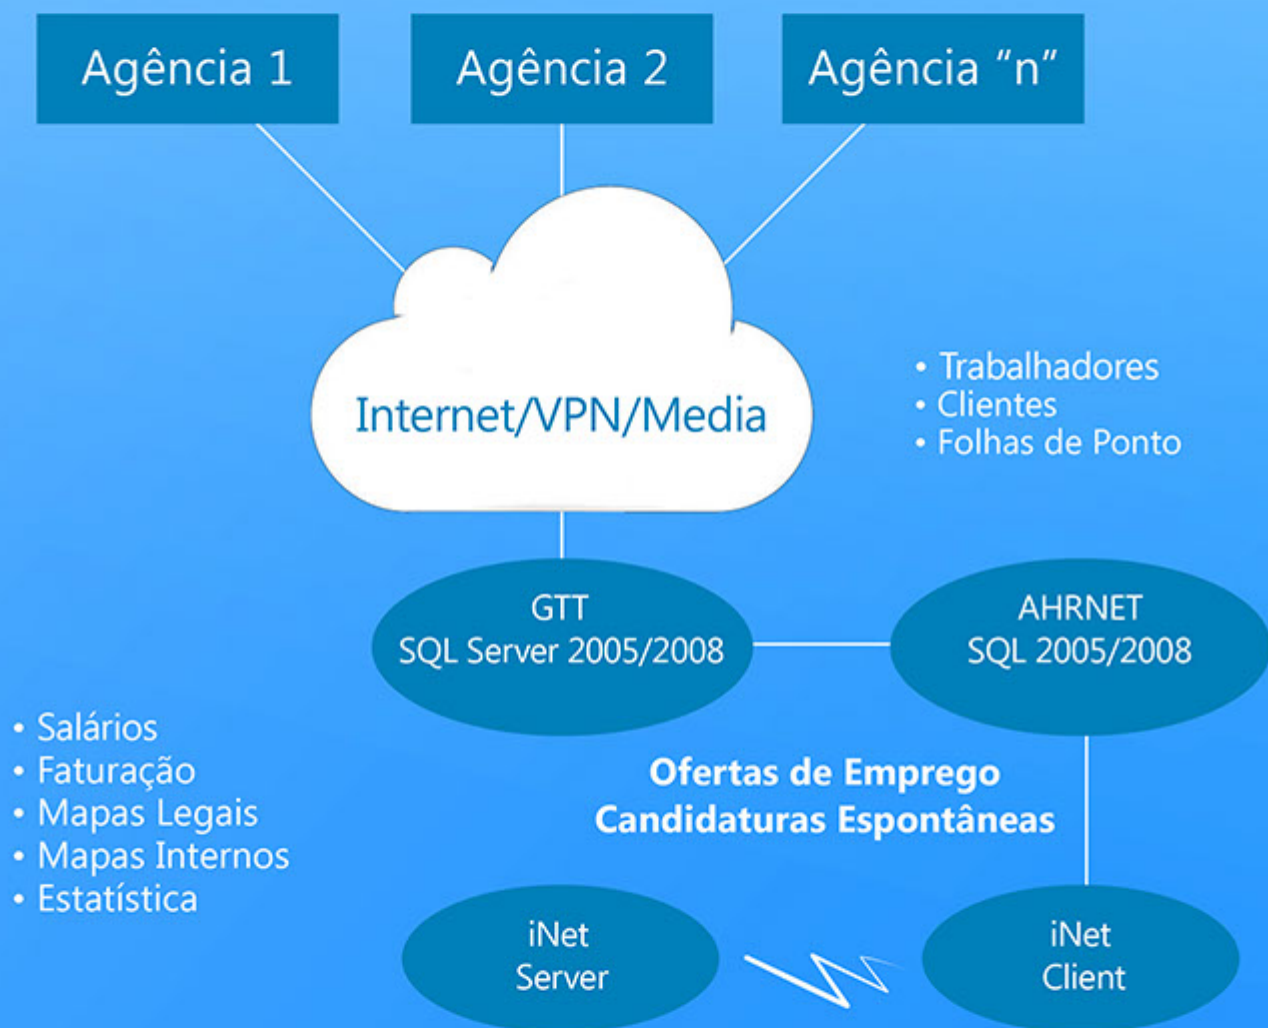 Agência 1
Agência 2
Agência “n”
Internet/VPN/Media
• Trabalhadores
• Clientes
• Folhas de Ponto
GTT
SQL Server 2005/2008
AHRNET
SQL 2005/2008
• Salários
• Faturação
• Mapas Legais
• Mapas Internos
• Estatística
Ofertas de Emprego
Candidaturas Espontâneas
iNet
Server
iNet
Client